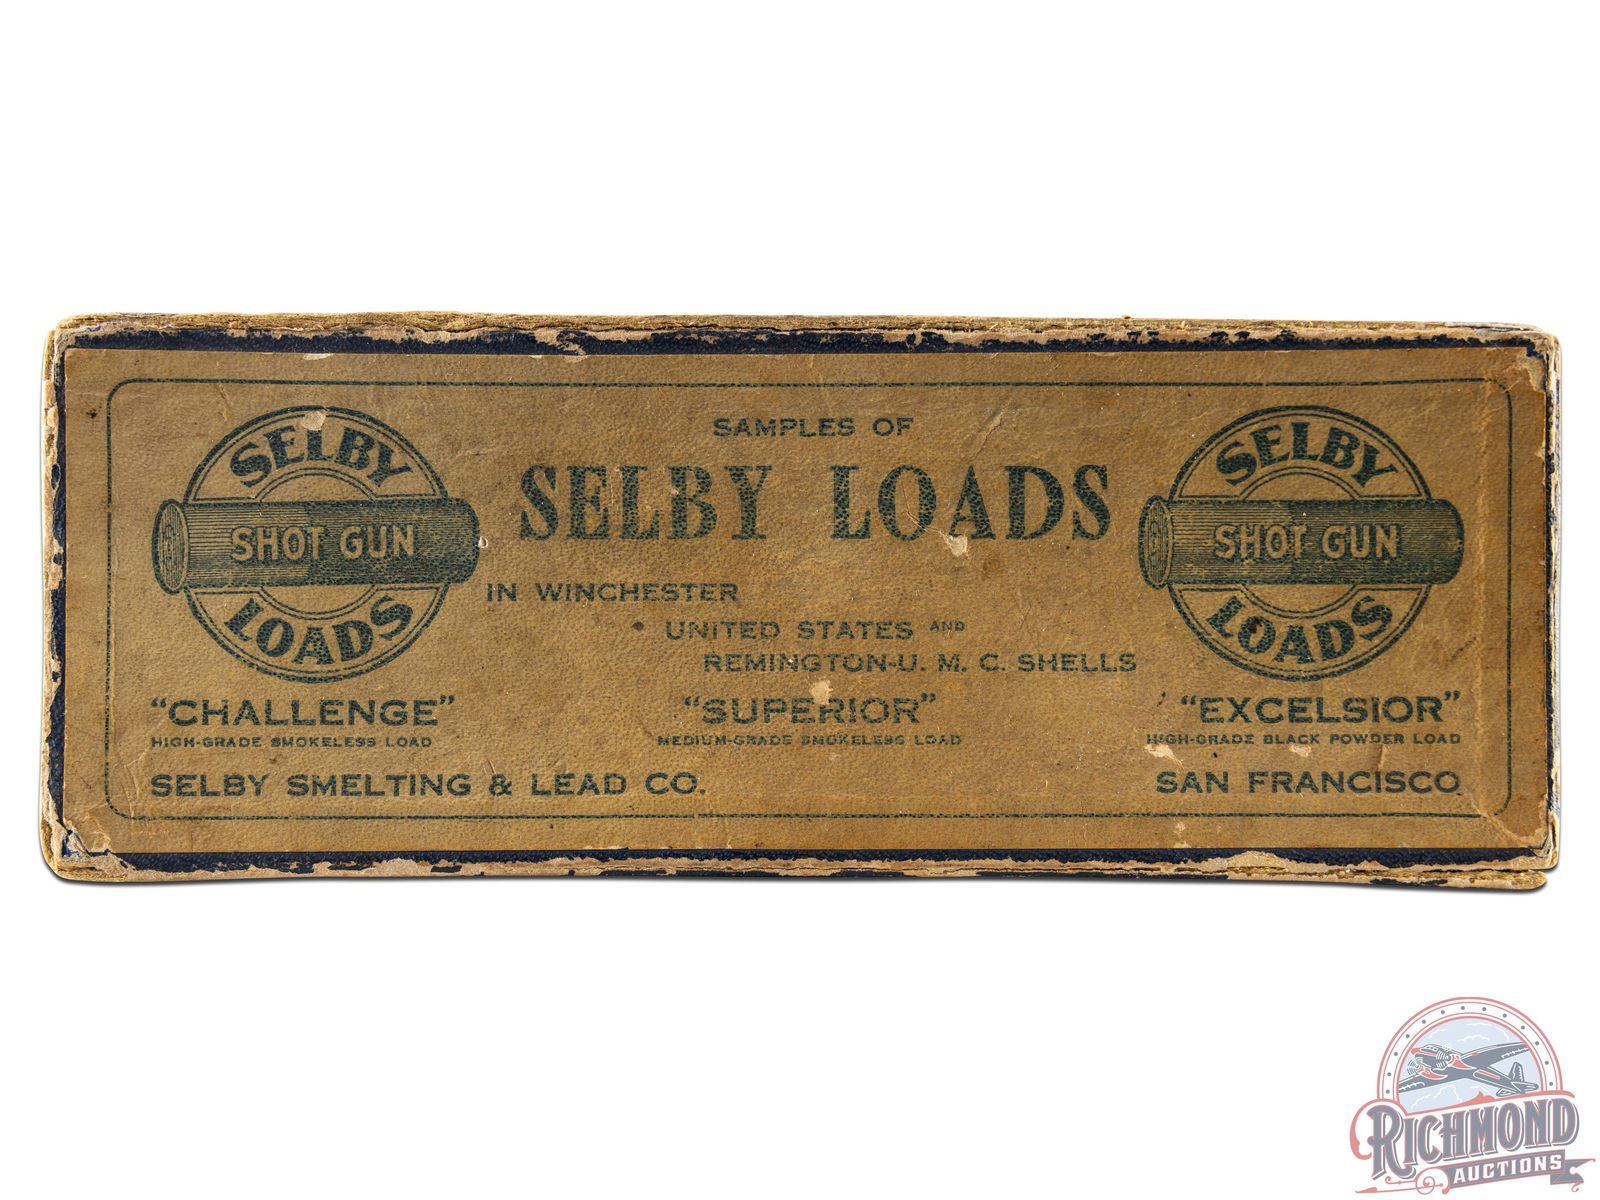 SAMPLES OF
SELBY LOADS
IN WINCHESTER
UNITED STATES AND
REMINGTON-U. M. C. SHELLS
SELBY
SHOT GUN
LOADS
SELBY
SHOT GUN
LOADS
"CHALLENGE"
HIGH-GRADE SMOKELESS LOAD
"SUPERIOR"
MEDIUM-GRADE SMOKELESS LOAD
"EXCELSIOR"
HIGH-GRADE BLACK POWDER LOAD
SELBY SMELTING & LEAD CO. SAN FRANCISCO
RICHMOND
AUCTIONS